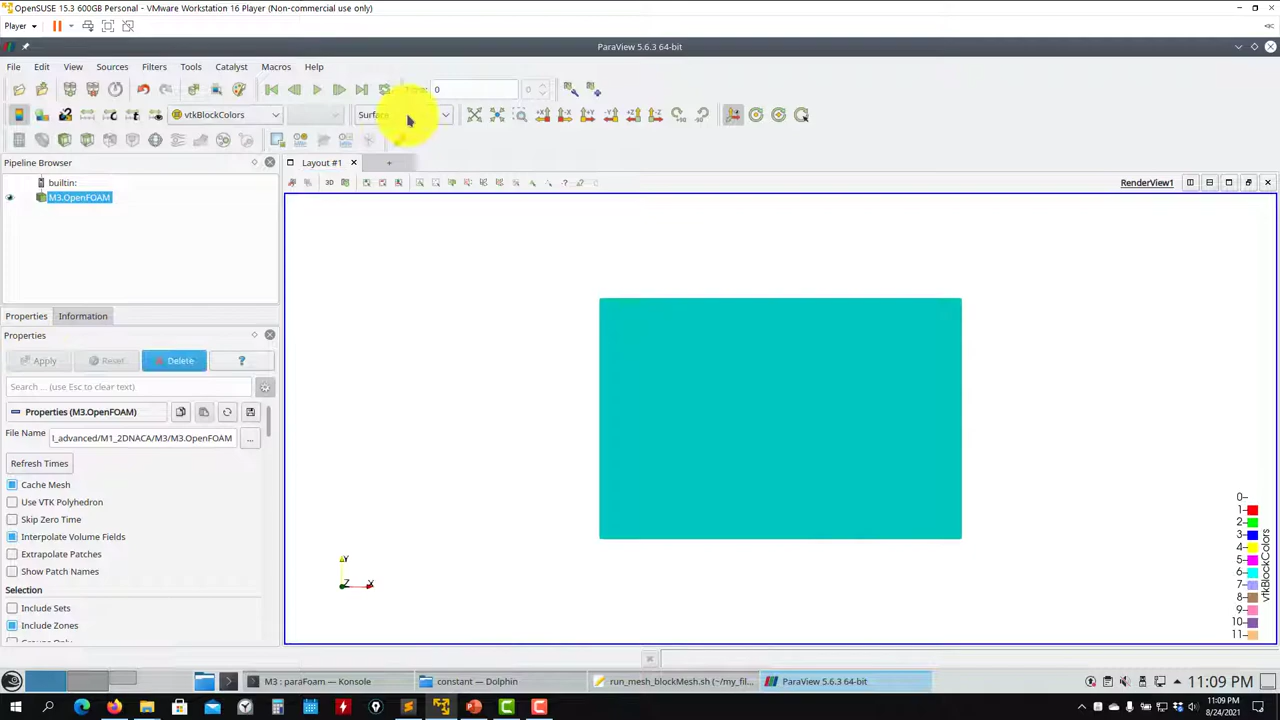 OpenSUSE 15.3 600GB Personal - VMware Workstation 16 Player (Non-commercial use only)
Player
ParaView 5.6.3 64-bit
File Edit View Sources Filters Tools Catalyst Macros Help
0 0
vtkBlockColors Surface
+X -X +Y -Y +Z -Z +90 -90
Pipeline Browser
Layout #1 +
builtin:
3D
RenderView1
M3.OpenFOAM
Properties Information
Properties
Apply Reset Delete ?
Search ... (use Esc to clear text)
Properties (M3.OpenFOAM)
File Name l_advanced/M1_2DNACA/M3/M3.OpenFOAM ...
Refresh Times
Cache Mesh
Use VTK Polyhedron
Skip Zero Time
Interpolate Volume Fields
Extrapolate Patches
Show Patch Names
Selection
Include Sets
Include Zones
Y
Z X
0
1
2
3
4
5
6
7
8
9
10
11
vtkBlockColors
M3 : paraFoam — Konsole
constant — Dolphin
run_mesh_blockMesh.sh (~/my_fil...
ParaView 5.6.3 64-bit
11:09 PM
11:09 PM
8/24/2021